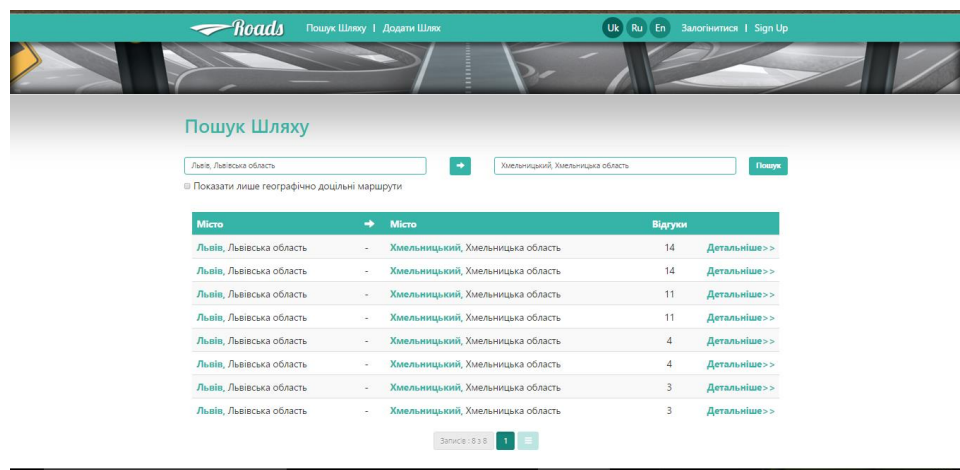 Roads Пошук Шляху | Додати Шлях Uk Ru En Залогінитися | Sign Up
Пошук Шляху
Львів, Львівська область Хмельницький, Хмельницька область Пошук
Показати лише географічно доцільні маршрути
Місто Місто Відгуки
Львів, Львівська область - Хмельницький, Хмельницька область 14 Детальніше>>
Львів, Львівська область - Хмельницький, Хмельницька область 14 Детальніше>>
Львів, Львівська область - Хмельницький, Хмельницька область 11 Детальніше>>
Львів, Львівська область - Хмельницький, Хмельницька область 11 Детальніше>>
Львів, Львівська область - Хмельницький, Хмельницька область 4 Детальніше>>
Львів, Львівська область - Хмельницький, Хмельницька область 4 Детальніше>>
Львів, Львівська область - Хмельницький, Хмельницька область 3 Детальніше>>
Львів, Львівська область - Хмельницький, Хмельницька область 3 Детальніше>>
Записів : 8 з 8 1